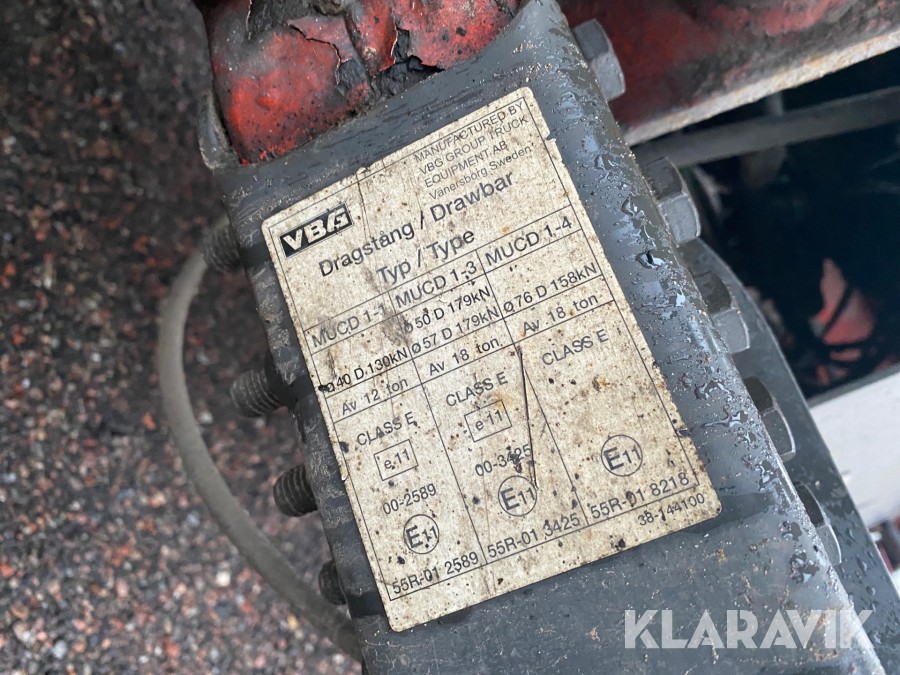 VBG
MANUFACTURED BY
VBG GROUP TRUCK
EQUIPMENT AB
Vänersborg Sweden
Dragstång / Drawbar
Typ / Type
MUCD 1-1 MUCD 1-3 MUCD 1-4
ø40 D.130kN ø50 D 179kN ø76 D 158kN
ø57 D 179kN
Av 12 ton Av 18 ton Av 18 ton
CLASS E CLASS E CLASS E
e 11 e 11
00-2589 00-3425
E11 E11 E11
55R-01 2589 55R-01 3425 55R-01 8218
38-144100
KLARAVIK